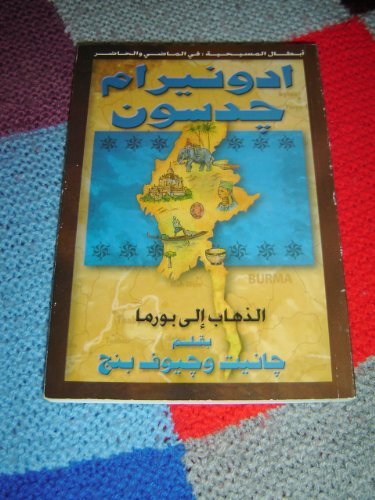 أبطال المسيحية، في الماضي والحاضر
ادونيرام
چدسون
BURMA
الذهاب إلى بورما
بقلم
چانيت وچيوف بنج